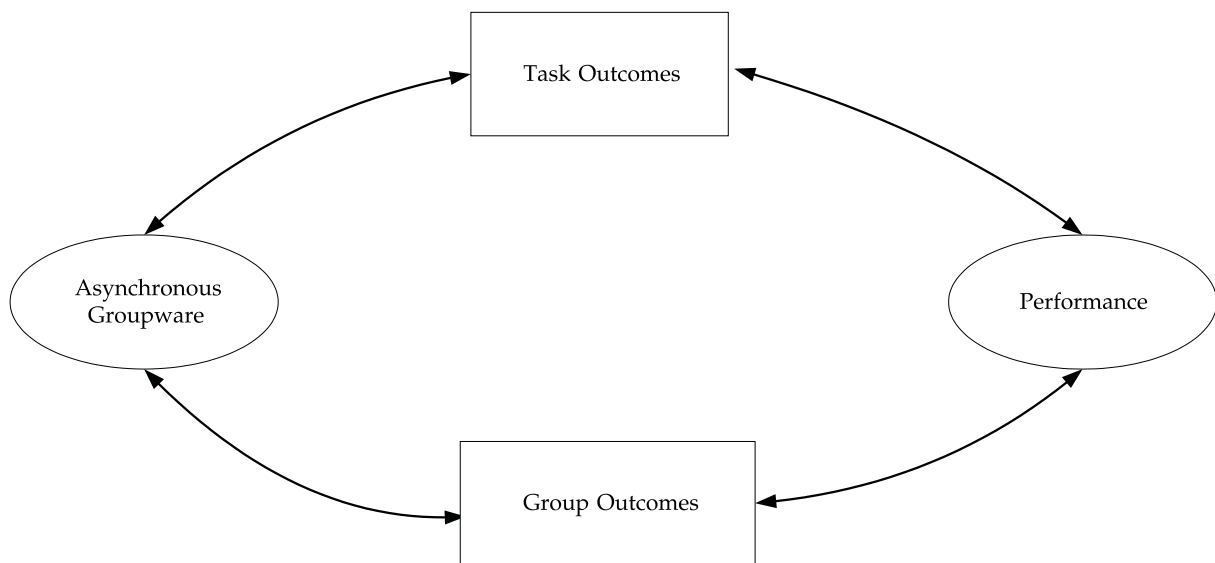 Task Outcomes
Asynchronous
Groupware
Performance
Group Outcomes